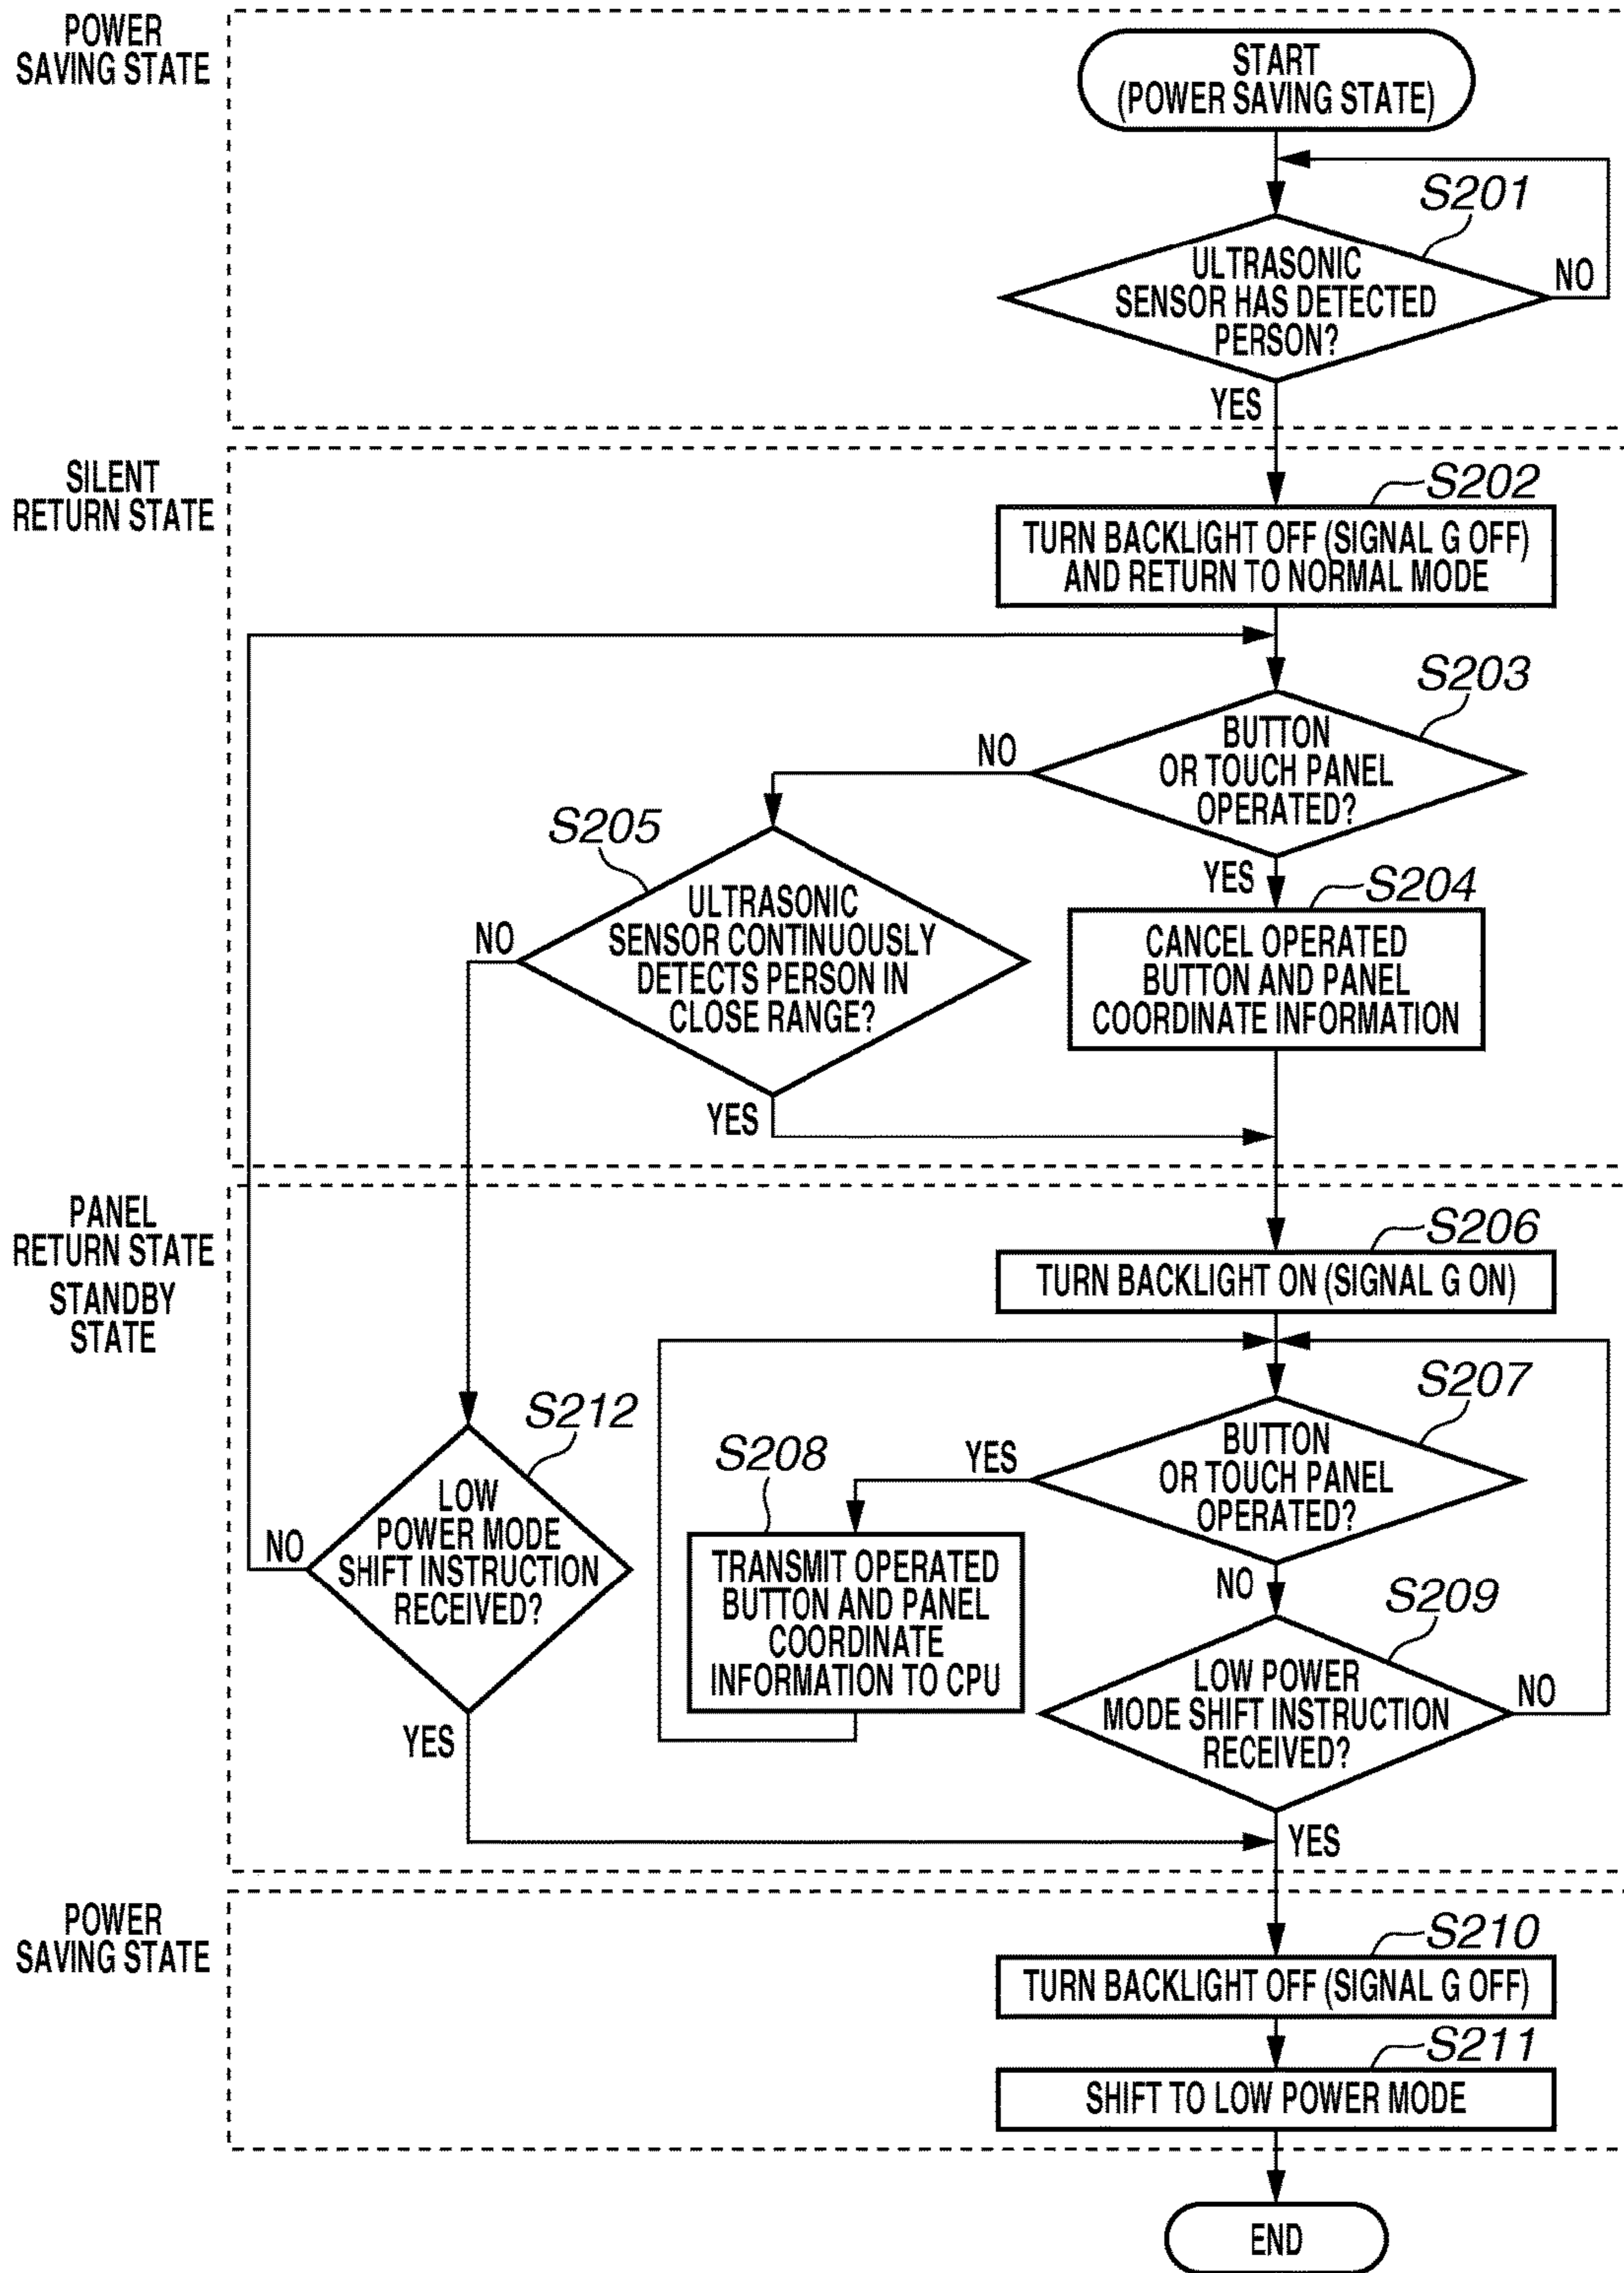 POWER
SAVING STATE
START
(POWER SAVING STATE)
S201
ULTRASONIC
SENSOR HAS DETECTED
PERSON?
NO
YES
SILENT
RETURN STATE
S202
TURN BACKLIGHT OFF (SIGNAL G OFF)
AND RETURN TO NORMAL MODE
S203
BUTTON
OR TOUCH PANEL
OPERATED?
NO
YES
S205
ULTRASONIC
SENSOR CONTINUOUSLY
DETECTS PERSON IN
CLOSE RANGE?
NO
YES
S204
CANCEL OPERATED
BUTTON AND PANEL
COORDINATE INFORMATION
PANEL
RETURN STATE
STANDBY
STATE
S206
TURN BACKLIGHT ON (SIGNAL G ON)
S207
BUTTON
OR TOUCH PANEL
OPERATED?
YES
NO
S208
TRANSMIT OPERATED
BUTTON AND PANEL
COORDINATE
INFORMATION TO CPU
S212
LOW
POWER MODE
SHIFT INSTRUCTION
RECEIVED?
NO
YES
S209
LOW POWER
MODE SHIFT INSTRUCTION
RECEIVED?
NO
YES
POWER
SAVING STATE
S210
TURN BACKLIGHT OFF (SIGNAL G OFF)
S211
SHIFT TO LOW POWER MODE
END